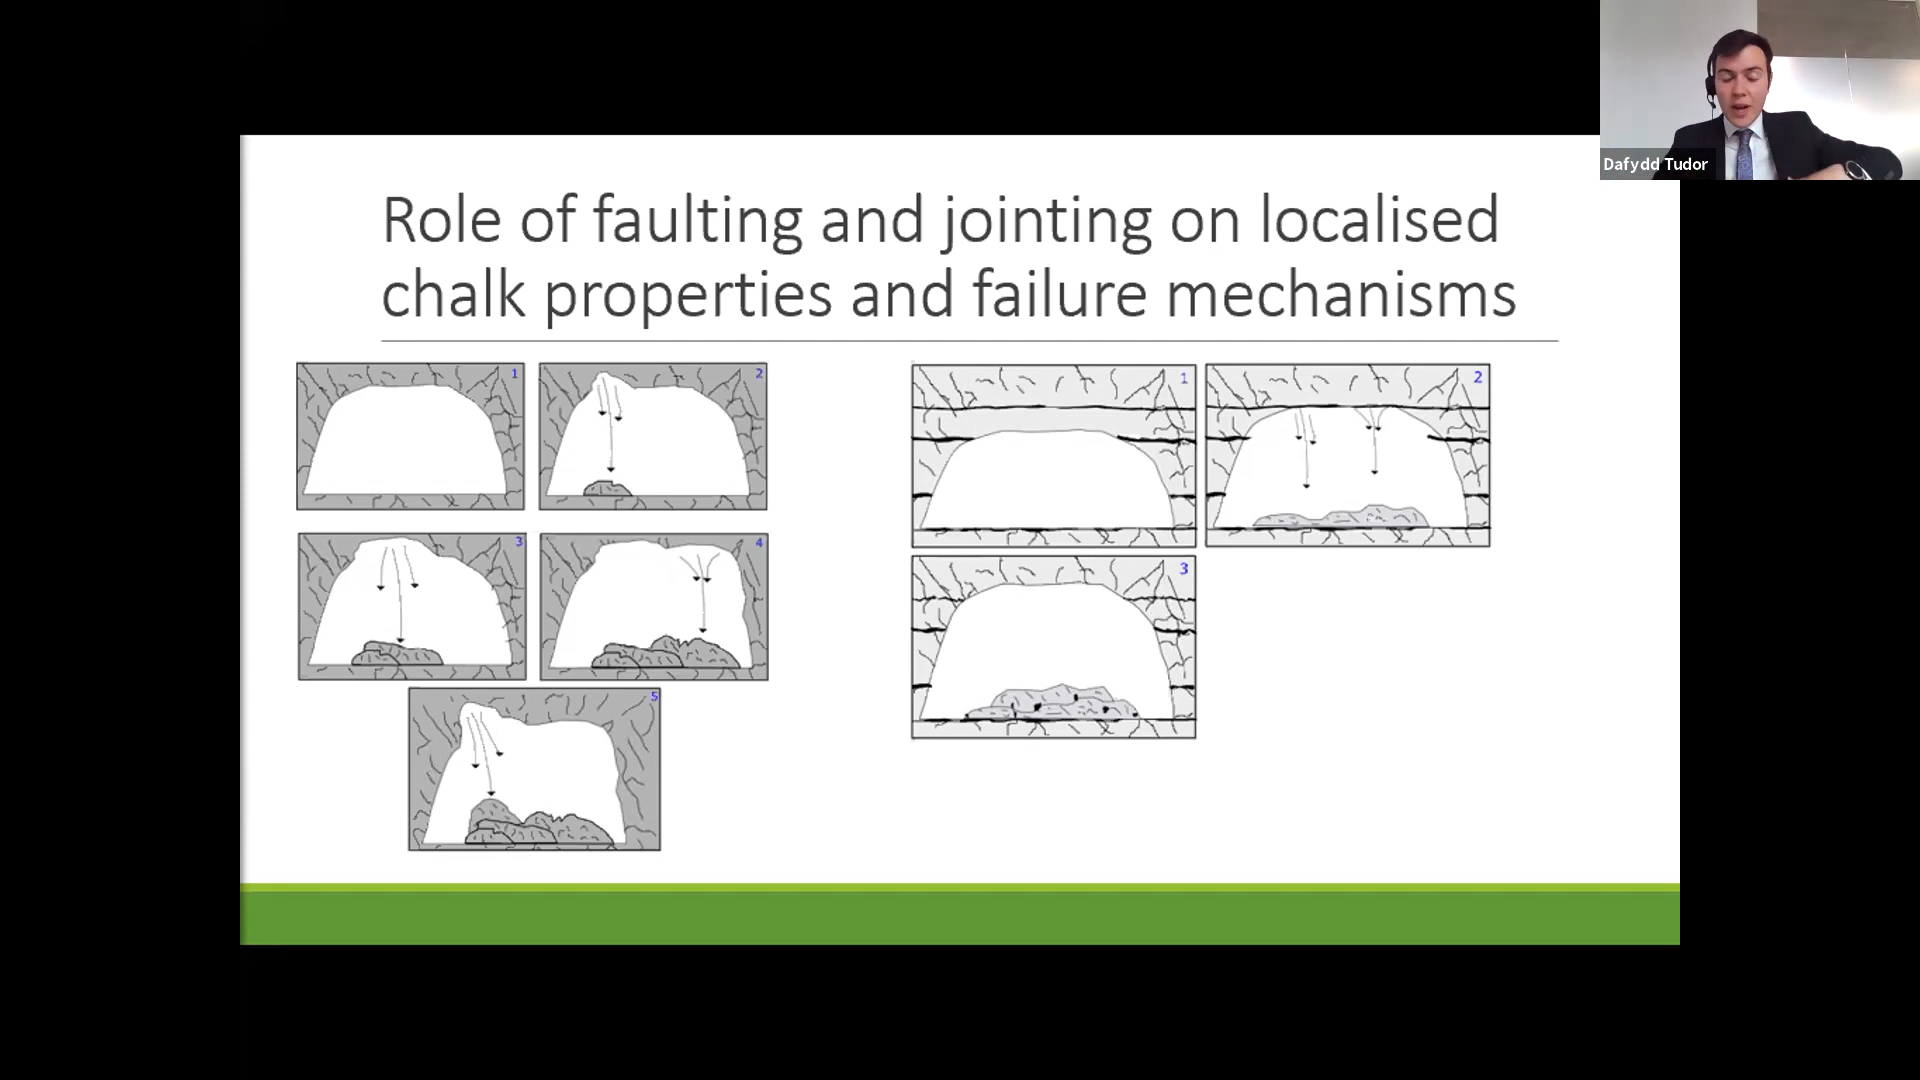 Dafydd Tudor
Role of faulting and jointing on localised
chalk properties and failure mechanisms
1
2
3
4
5
1
2
3